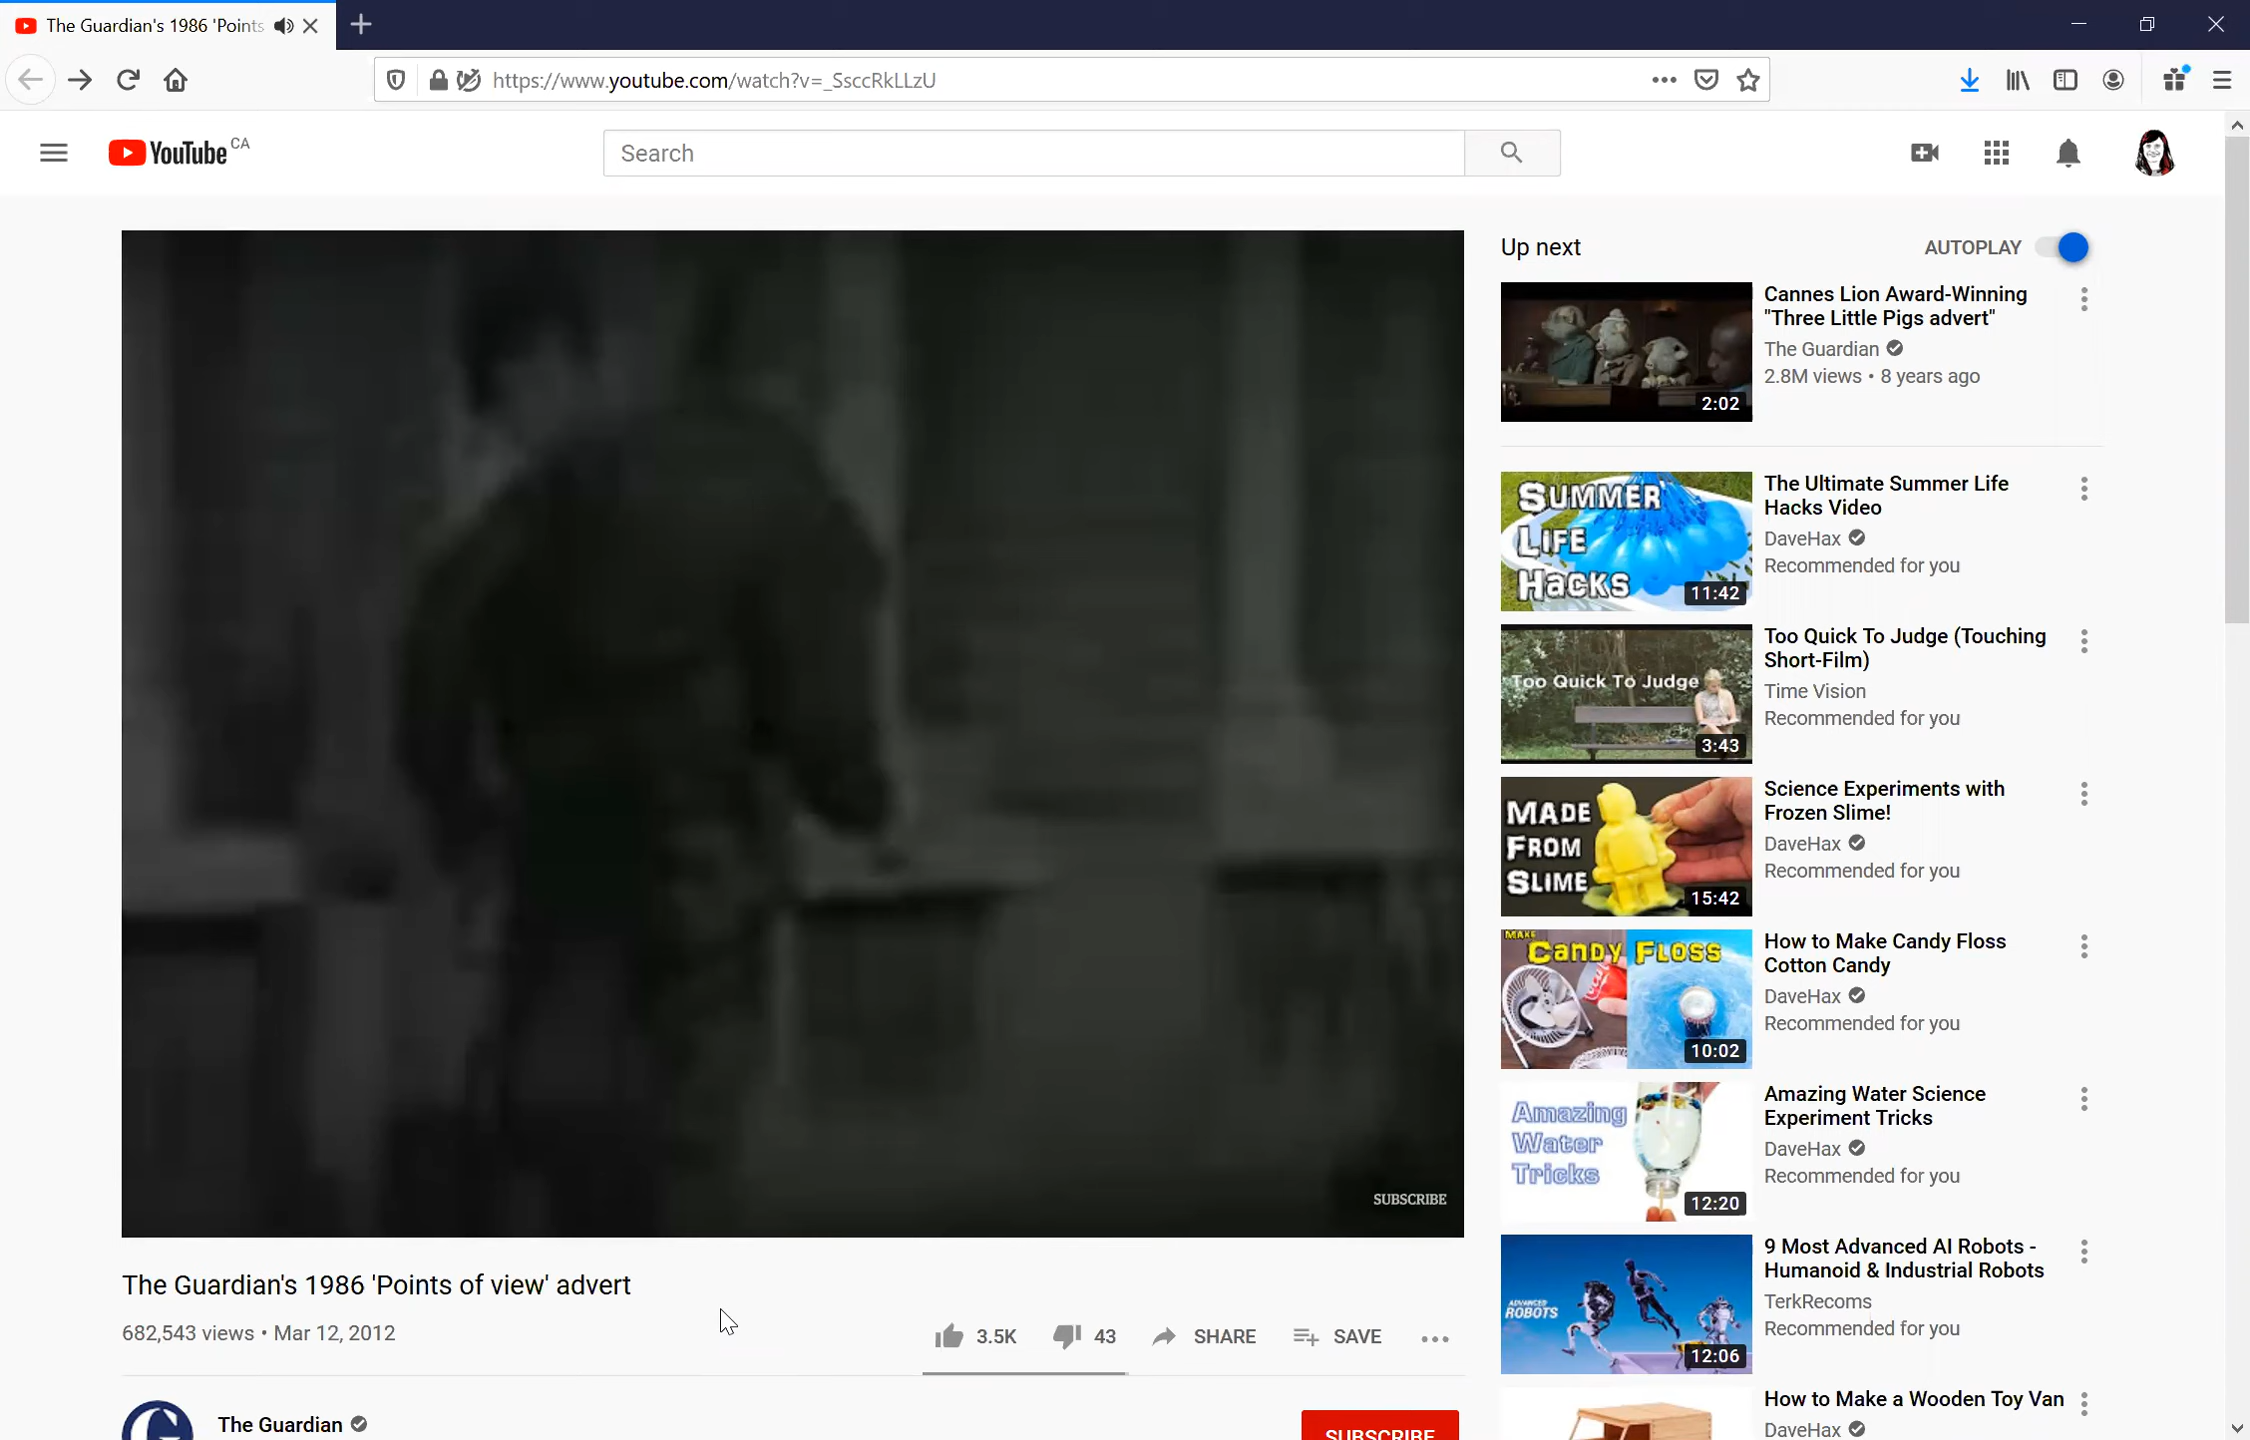 The Guardian's 1986 'Points
https://www.youtube.com/watch?v=_SsccRkLLzU
YouTube CA
Search
SUBSCRIBE
The Guardian's 1986 'Points of view' advert
682,543 views • Mar 12, 2012
3.5K
43
SHARE
SAVE
The Guardian
SUBSCRIBE
Up next
AUTOPLAY
2:02
Cannes Lion Award-Winning
"Three Little Pigs advert"
The Guardian
2.8M views • 8 years ago
SUMMER
LIFE
HACKS
11:42
The Ultimate Summer Life
Hacks Video
DaveHax
Recommended for you
Too Quick To Judge
3:43
Too Quick To Judge (Touching
Short-Film)
Time Vision
Recommended for you
MADE
FROM
SLIME
15:42
Science Experiments with
Frozen Slime!
DaveHax
Recommended for you
MAKE
CANDY FLOSS
10:02
How to Make Candy Floss
Cotton Candy
DaveHax
Recommended for you
Amazing
Water
Tricks
12:20
Amazing Water Science
Experiment Tricks
DaveHax
Recommended for you
ADVANCED
ROBOTS
12:06
9 Most Advanced AI Robots -
Humanoid & Industrial Robots
TerkRecoms
Recommended for you
How to Make a Wooden Toy Van
DaveHax